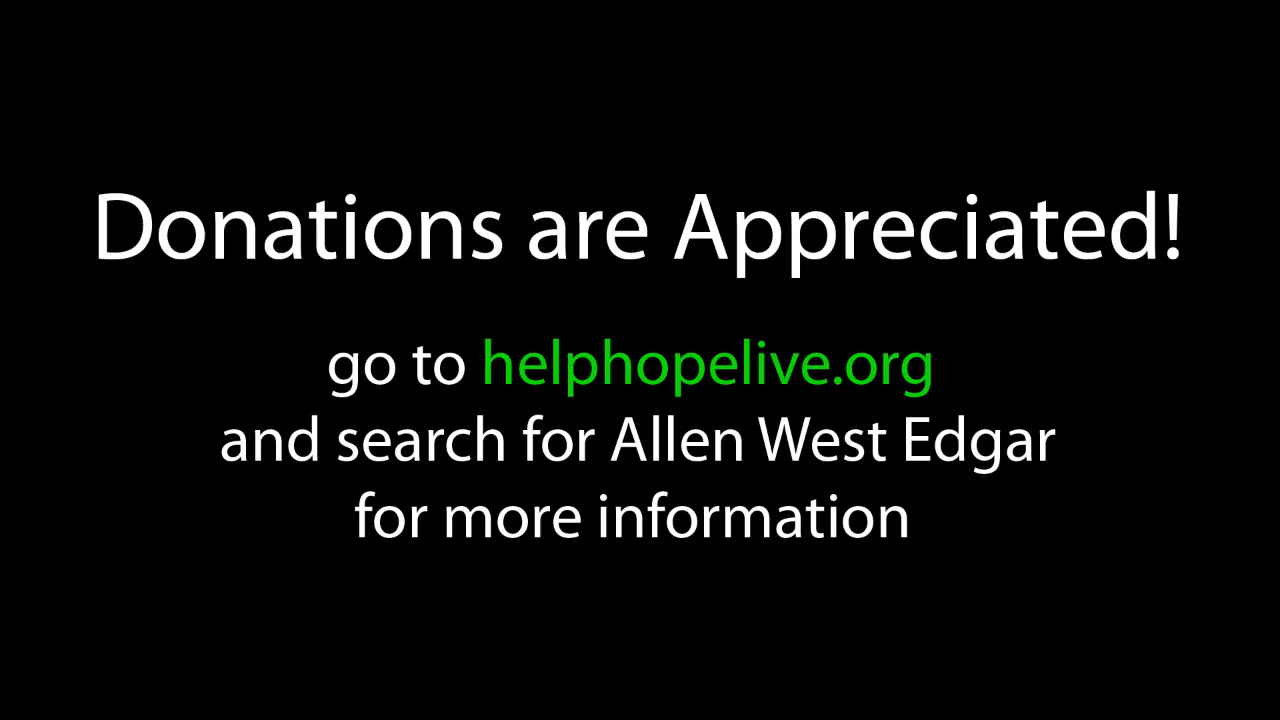 Donations are Appreciated!
go to helphopelive.org
and search for Allen West Edgar
for more information